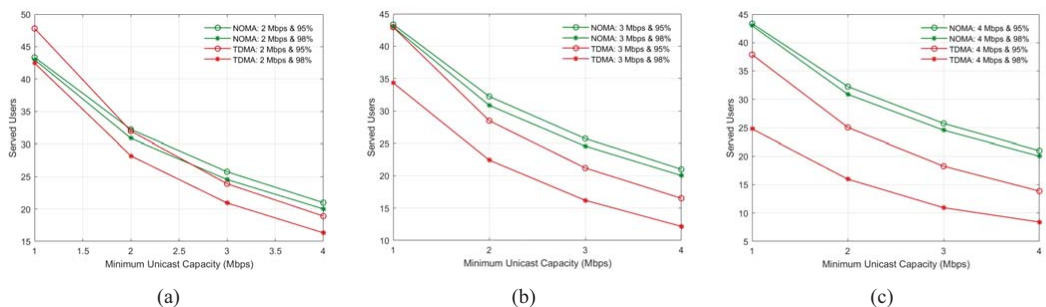 50
45
40
35
30
25
20
15
1
1.5
2
2.5
3
3.5
4
Served Users
Minimum Unicast Capacity (Mbps)
NOMA: 2 Mbps & 95%
NOMA: 2 Mbps & 98%
TDMA: 2 Mbps & 95%
TDMA: 2 Mbps & 98%
(a)
45
40
35
30
25
20
15
10
1
2
3
4
Served Users
Minimum Unicast Capacity (Mbps)
NOMA: 3 Mbps & 95%
NOMA: 3 Mbps & 98%
TDMA: 3 Mbps & 95%
TDMA: 3 Mbps & 98%
(b)
45
40
35
30
25
20
15
10
5
1
2
3
4
Served Users
Minimum Unicast Capacity (Mbps)
NOMA: 4 Mbps & 95%
NOMA: 4 Mbps & 98%
TDMA: 4 Mbps & 95%
TDMA: 4 Mbps & 98%
(c)